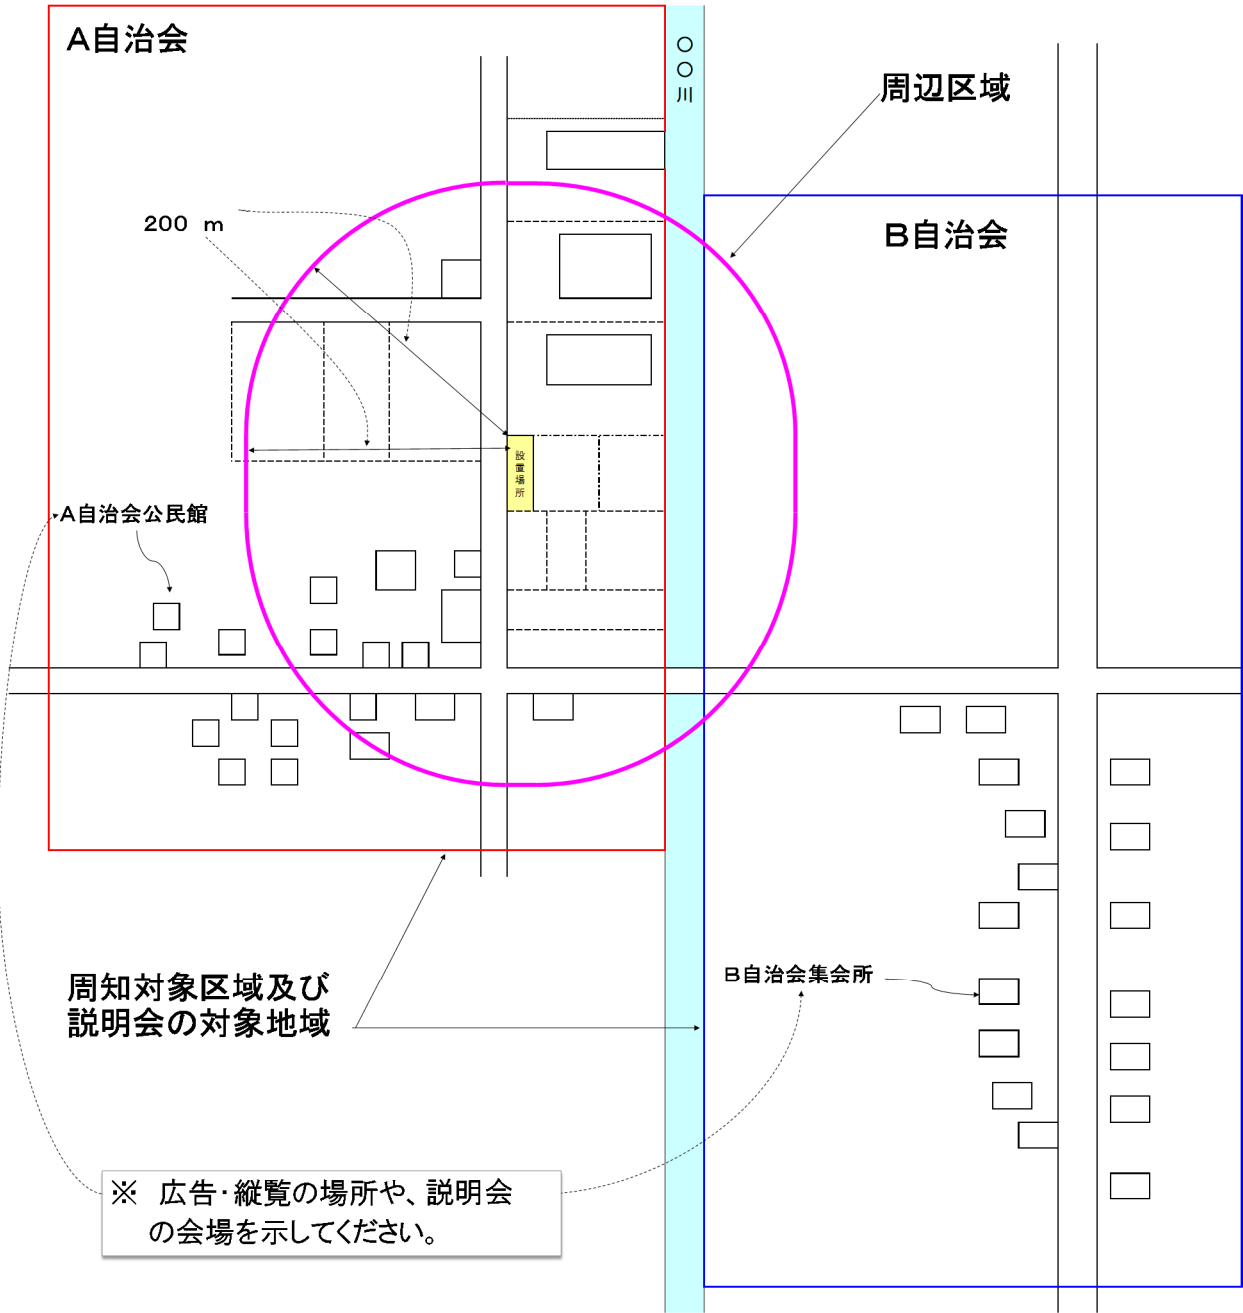 A自治会
〇〇川
周辺区域
200 m
B自治会
設置場所
A自治会公民館
周知対象区域及び
説明会の対象地域
B自治会集会所
※ 広告・縦覧の場所や、説明会
の会場を示してください。